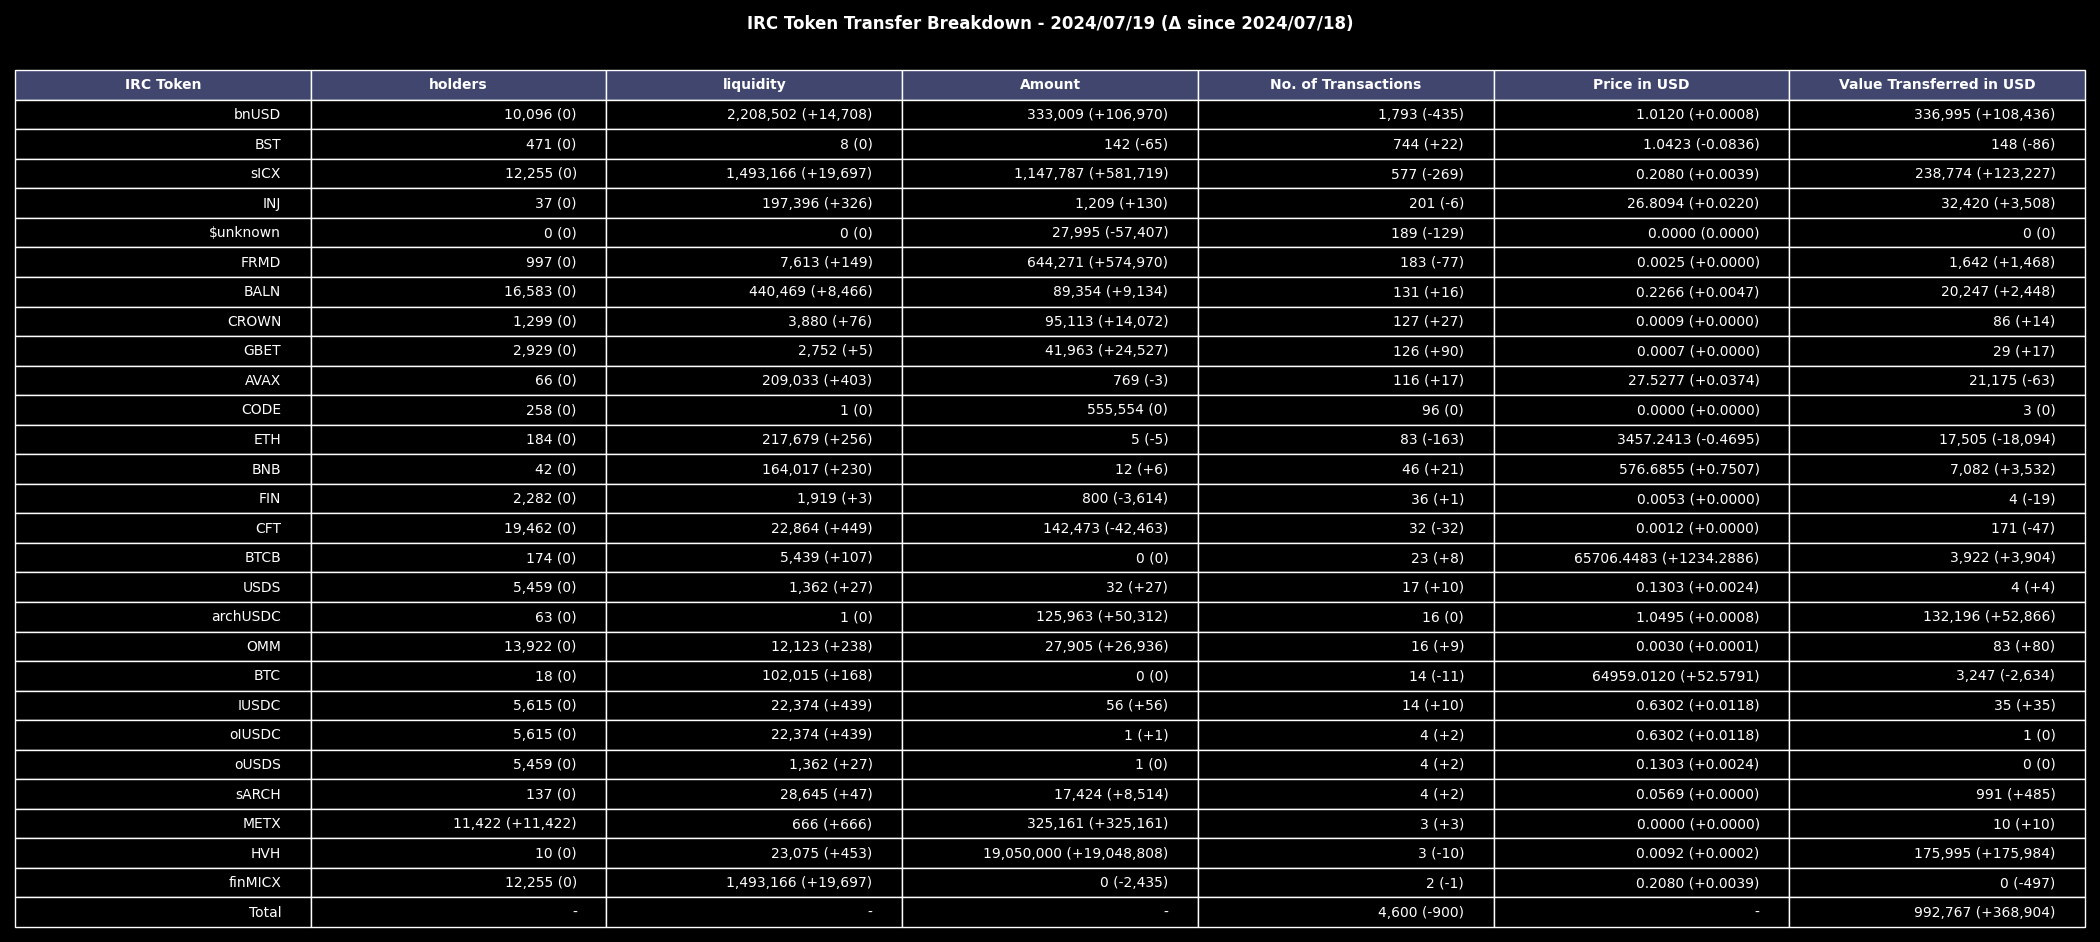 IRC Token Transfer Breakdown - 2024/07/19 (Δ since 2024/07/18)
IRC Token holders liquidity Amount No. of Transactions Price in USD Value Transferred in USD
bnUSD 10,096 (0) 2,208,502 (+14,708) 333,009 (+106,970) 1,793 (-435) 1.0120 (+0.0008) 336,995 (+108,436)
BST 471 (0) 8 (0) 142 (-65) 744 (+22) 1.0423 (-0.0836) 148 (-86)
sICX 12,255 (0) 1,493,166 (+19,697) 1,147,787 (+581,719) 577 (-269) 0.2080 (+0.0039) 238,774 (+123,227)
INJ 37 (0) 197,396 (+326) 1,209 (+130) 201 (-6) 26.8094 (+0.0220) 32,420 (+3,508)
$unknown 0 (0) 0 (0) 27,995 (-57,407) 189 (-129) 0.0000 (0.0000) 0 (0)
FRMD 997 (0) 7,613 (+149) 644,271 (+574,970) 183 (-77) 0.0025 (+0.0000) 1,642 (+1,468)
BALN 16,583 (0) 440,469 (+8,466) 89,354 (+9,134) 131 (+16) 0.2266 (+0.0047) 20,247 (+2,448)
CROWN 1,299 (0) 3,880 (+76) 95,113 (+14,072) 127 (+27) 0.0009 (+0.0000) 86 (+14)
GBET 2,929 (0) 2,752 (+5) 41,963 (+24,527) 126 (+90) 0.0007 (+0.0000) 29 (+17)
AVAX 66 (0) 209,033 (+403) 769 (-3) 116 (+17) 27.5277 (+0.0374) 21,175 (-63)
CODE 258 (0) 1 (0) 555,554 (0) 96 (0) 0.0000 (+0.0000) 3 (0)
ETH 184 (0) 217,679 (+256) 5 (-5) 83 (-163) 3457.2413 (-0.4695) 17,505 (-18,094)
BNB 42 (0) 164,017 (+230) 12 (+6) 46 (+21) 576.6855 (+0.7507) 7,082 (+3,532)
FIN 2,282 (0) 1,919 (+3) 800 (-3,614) 36 (+1) 0.0053 (+0.0000) 4 (-19)
CFT 19,462 (0) 22,864 (+449) 142,473 (-42,463) 32 (-32) 0.0012 (+0.0000) 171 (-47)
BTCB 174 (0) 5,439 (+107) 0 (0) 23 (+8) 65706.4483 (+1234.2886) 3,922 (+3,904)
USDS 5,459 (0) 1,362 (+27) 32 (+27) 17 (+10) 0.1303 (+0.0024) 4 (+4)
archUSDC 63 (0) 1 (0) 125,963 (+50,312) 16 (0) 1.0495 (+0.0008) 132,196 (+52,866)
OMM 13,922 (0) 12,123 (+238) 27,905 (+26,936) 16 (+9) 0.0030 (+0.0001) 83 (+80)
BTC 18 (0) 102,015 (+168) 0 (0) 14 (-11) 64959.0120 (+52.5791) 3,247 (-2,634)
IUSDC 5,615 (0) 22,374 (+439) 56 (+56) 14 (+10) 0.6302 (+0.0118) 35 (+35)
oIUSDC 5,615 (0) 22,374 (+439) 1 (+1) 4 (+2) 0.6302 (+0.0118) 1 (0)
oUSDS 5,459 (0) 1,362 (+27) 1 (0) 4 (+2) 0.1303 (+0.0024) 0 (0)
sARCH 137 (0) 28,645 (+47) 17,424 (+8,514) 4 (+2) 0.0569 (+0.0000) 991 (+485)
METX 11,422 (+11,422) 666 (+666) 325,161 (+325,161) 3 (+3) 0.0000 (+0.0000) 10 (+10)
HVH 10 (0) 23,075 (+453) 19,050,000 (+19,048,808) 3 (-10) 0.0092 (+0.0002) 175,995 (+175,984)
finMICX 12,255 (0) 1,493,166 (+19,697) 0 (-2,435) 2 (-1) 0.2080 (+0.0039) 0 (-497)
Total - - - 4,600 (-900) - 992,767 (+368,904)